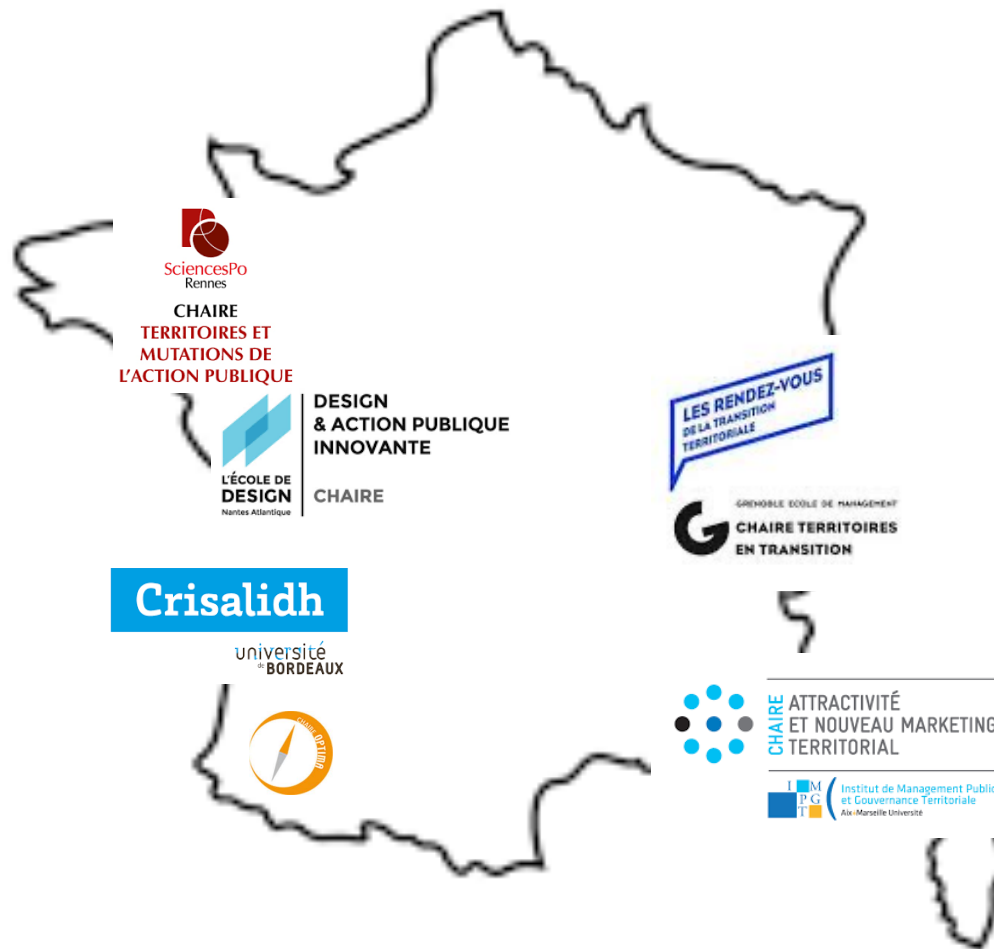 SciencesPo
Rennes
CHAIRE
TERRITOIRES ET
MUTATIONS DE
L'ACTION PUBLIQUE
L'ÉCOLE DE
DESIGN
Nantes Atlantique
DESIGN
& ACTION PUBLIQUE
INNOVANTE
CHAIRE
LES RENDEZ-VOUS
DE LA TRANSITION
TERRITORIALE
GRENOBLE ECOLE DE MANAGEMENT
CHAIRE TERRITOIRES
EN TRANSITION
Crisalidh
université
de BORDEAUX
CHAIRE OPTIMA
CHAIRE
ATTRACTIVITÉ
ET NOUVEAU MARKETING
TERRITORIAL
I M
P G
T
Institut de Management Public
et Gouvernance Territoriale
Aix*Marseille Université